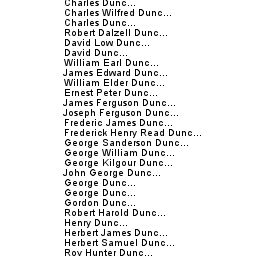 Charles Dunc...
Charles Wilfred Dunc...
Charles Dunc...
Robert Dalzell Dunc...
David Low Dunc...
David Dunc...
William Earl Dunc...
James Edward Dunc...
William Elder Dunc...
Ernest Peter Dunc...
James Ferguson Dunc...
Joseph Ferguson Dunc...
Frederic James Dunc...
Frederick Henry Read Dunc...
George Sanderson Dunc...
George William Dunc...
George Kilgour Dunc...
John George Dunc...
George Dunc...
George Dunc...
Gordon Dunc...
Robert Harold Dunc...
Henry Dunc...
Herbert James Dunc...
Herbert Samuel Dunc...
Roy Hunter Dunc...